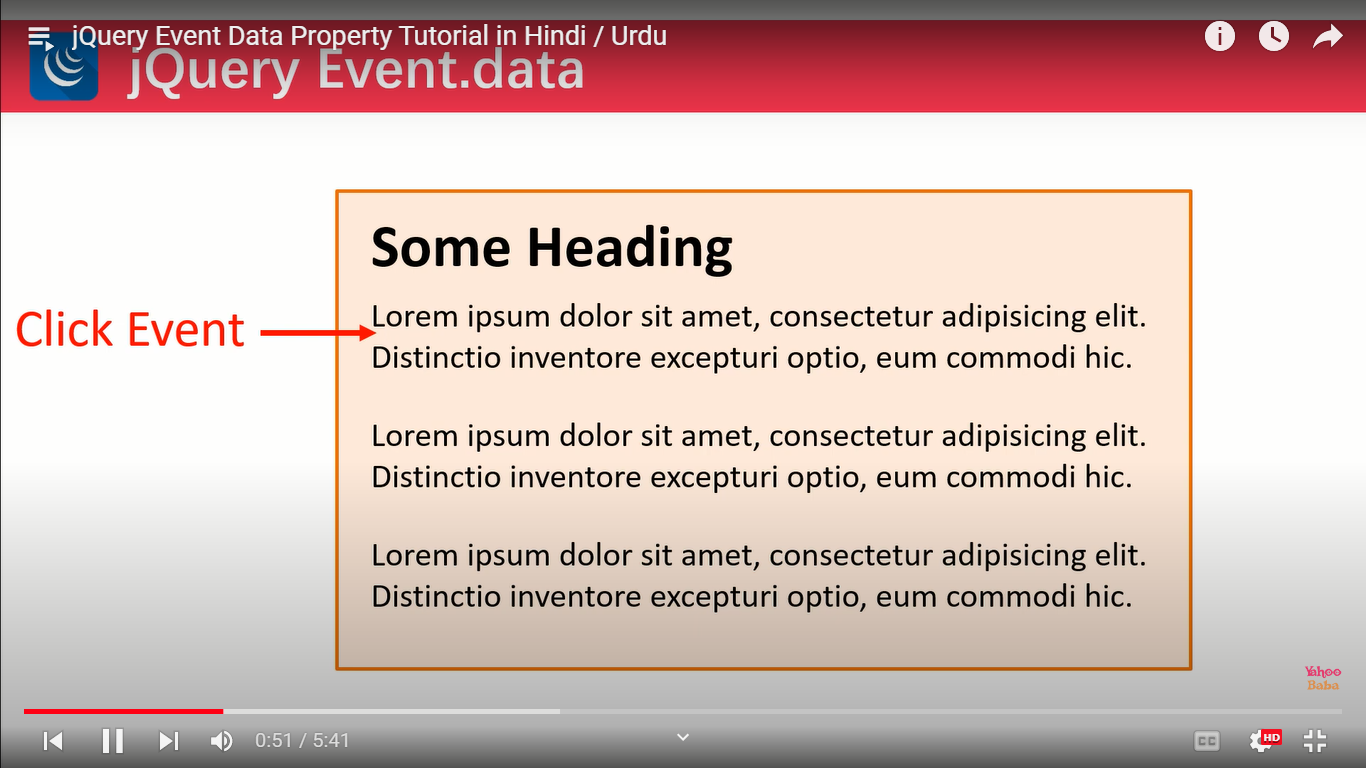 jQuery Event Data Property Tutorial in Hindi / Urdu
jQuery Event.data
Some Heading
Click Event
Lorem ipsum dolor sit amet, consectetur adipisicing elit.
Distinctio inventore excepturi optio, eum commodi hic.
Lorem ipsum dolor sit amet, consectetur adipisicing elit.
Distinctio inventore excepturi optio, eum commodi hic.
Lorem ipsum dolor sit amet, consectetur adipisicing elit.
Distinctio inventore excepturi optio, eum commodi hic.
Yahoo
Baba
0:51 / 5:41
CC
HD